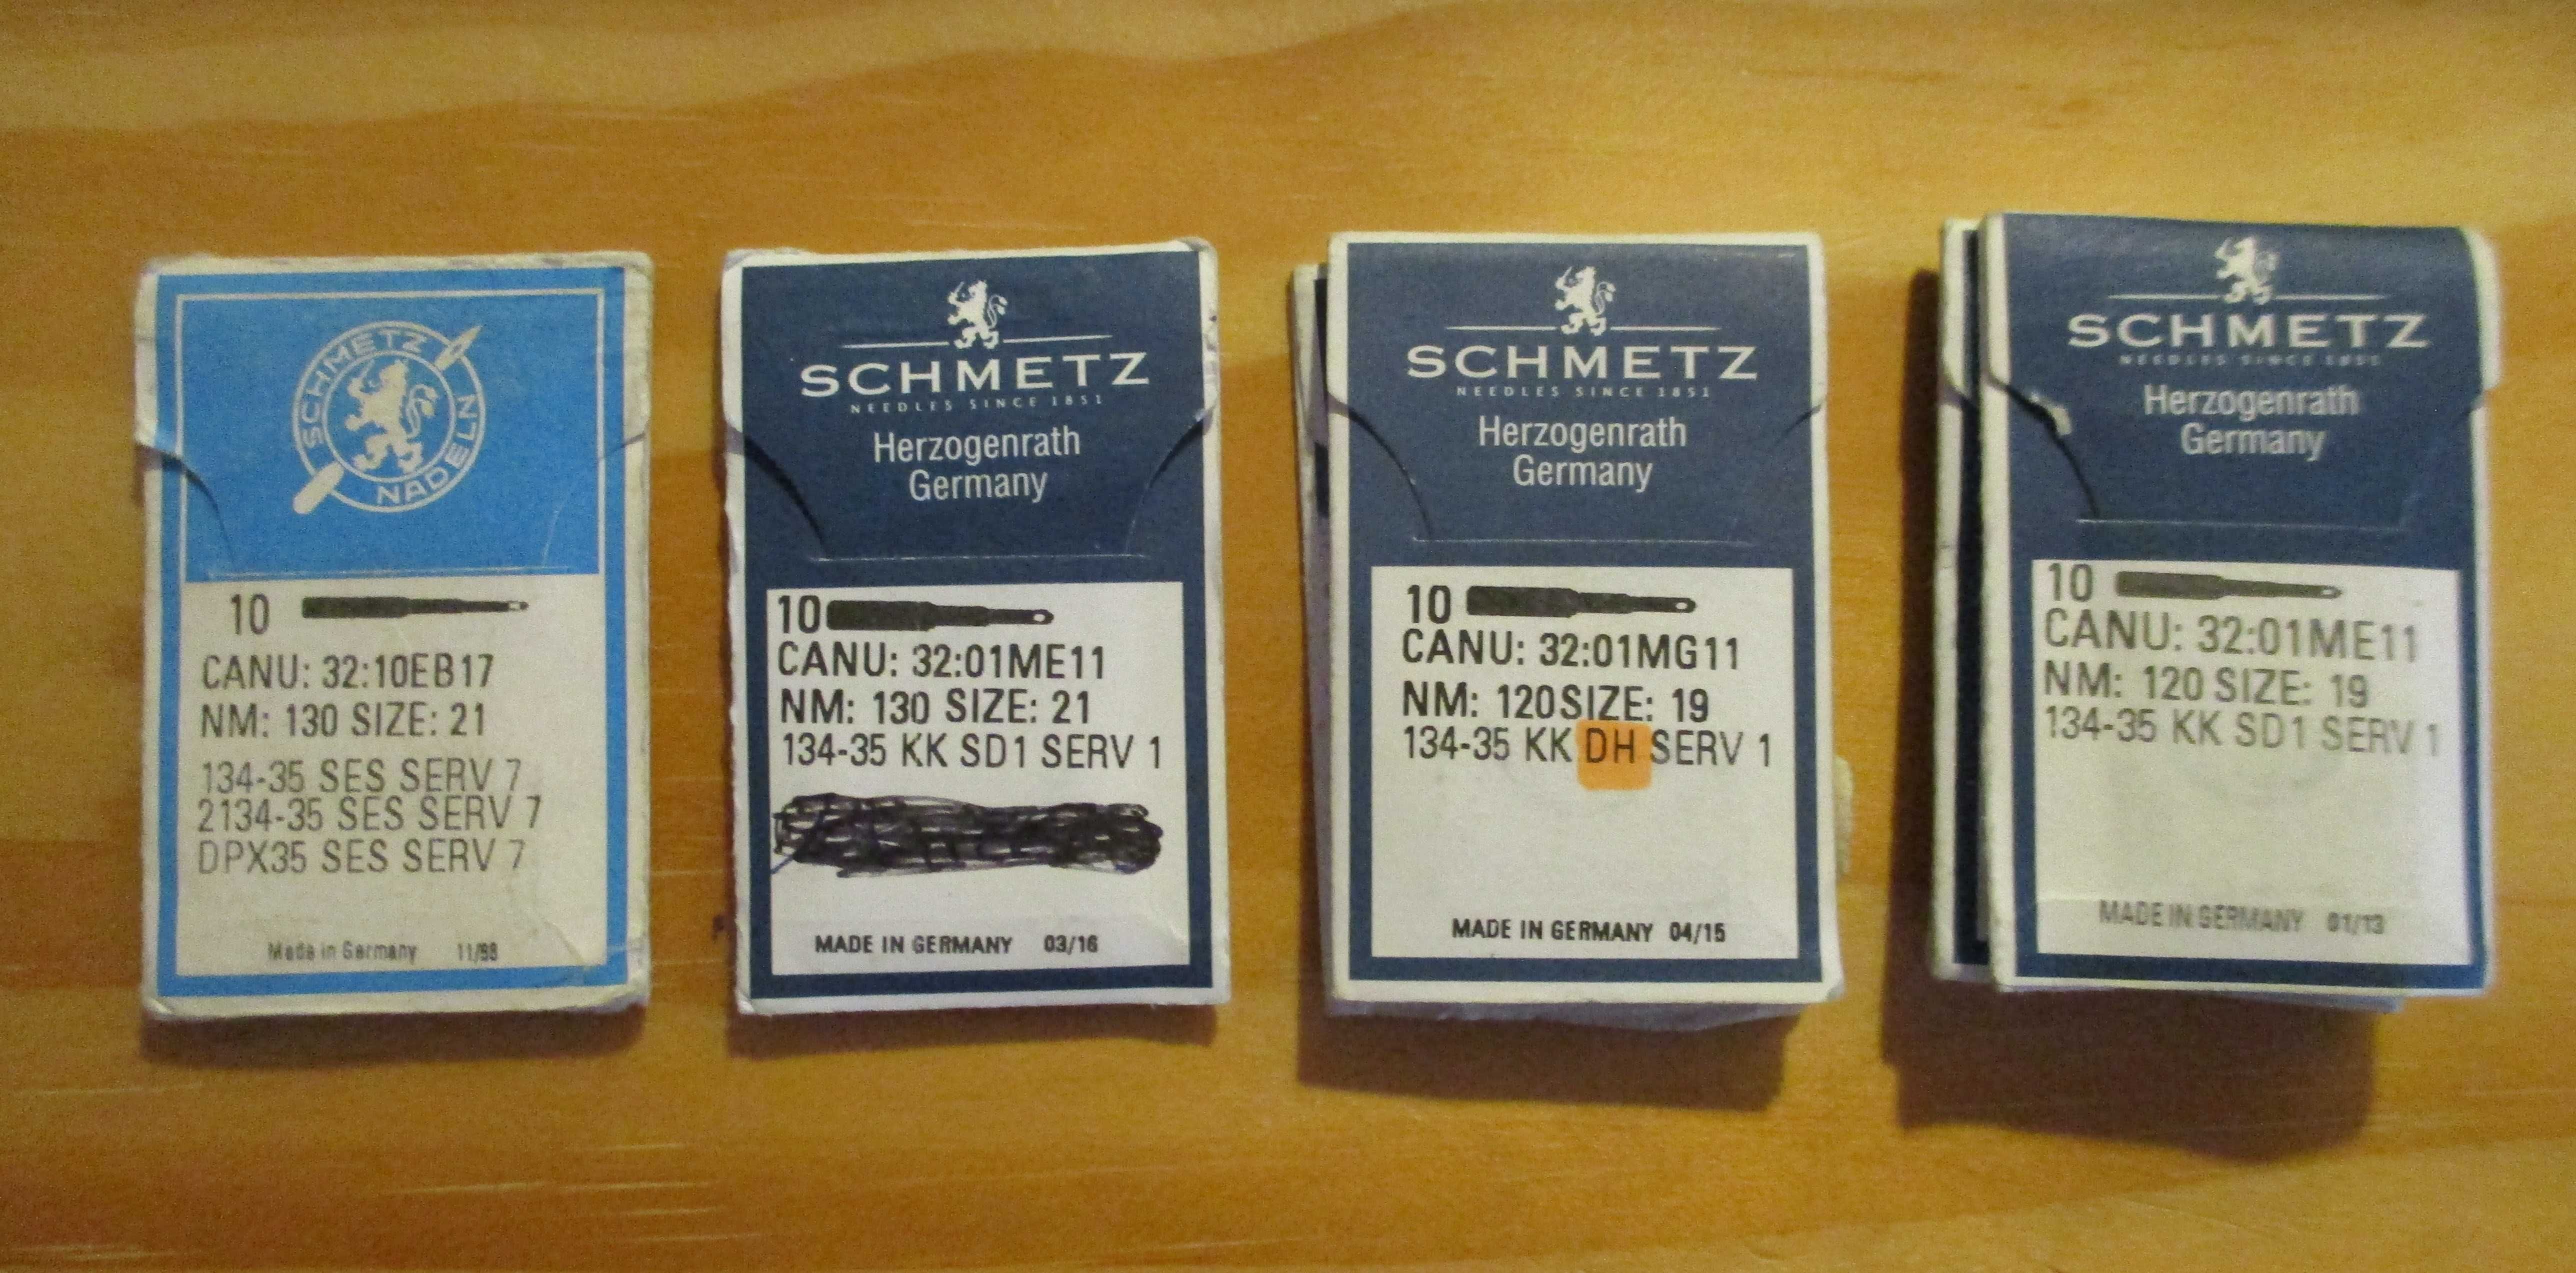 SCHMETZ NADELN
10
CANU: 32:10EB17
NM: 130 SIZE: 21
134-35 SES SERV 7
2134-35 SES SERV 7
DPX35 SES SERV 7
Made in Germany
SCHMETZ
NEEDLES SINCE 1851
Herzogenrath
Germany
10
CANU: 32:01ME11
NM: 130 SIZE: 21
134-35 KK SD1 SERV 1
MADE IN GERMANY 03/16
SCHMETZ
NEEDLES SINCE 1851
Herzogenrath
Germany
10
CANU: 32:01MG11
NM: 120SIZE: 19
134-35 KK DH SERV 1
MADE IN GERMANY 04/15
SCHMETZ
NEEDLES SINCE 1851
Herzogenrath
Germany
10
CANU: 32:01ME11
NM: 120 SIZE: 19
134-35 KK SD1 SERV 1
MADE IN GERMANY 01/13